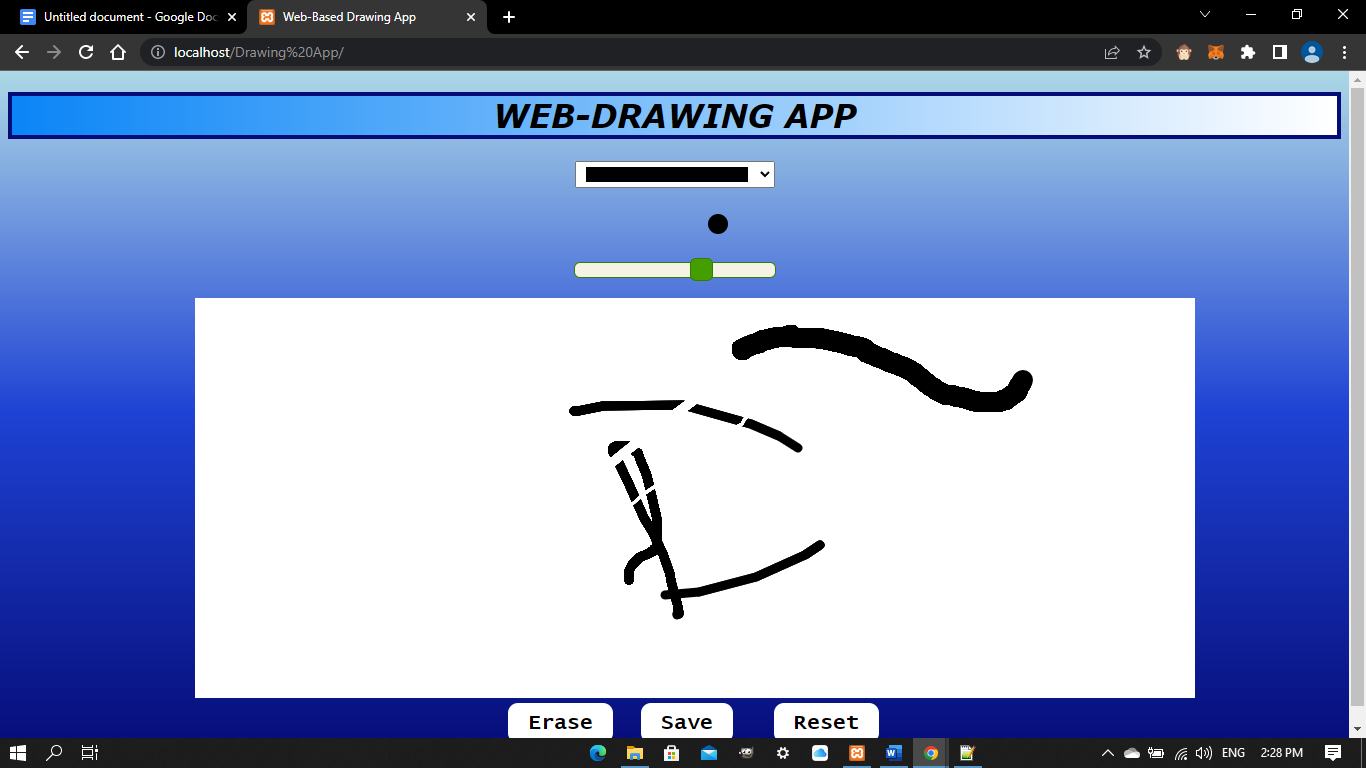 Untitled document - Google Doc
Web-Based Drawing App
localhost/Drawing%20App/
WEB-DRAWING APP
Erase
Save
Reset
ENG
2:28 PM